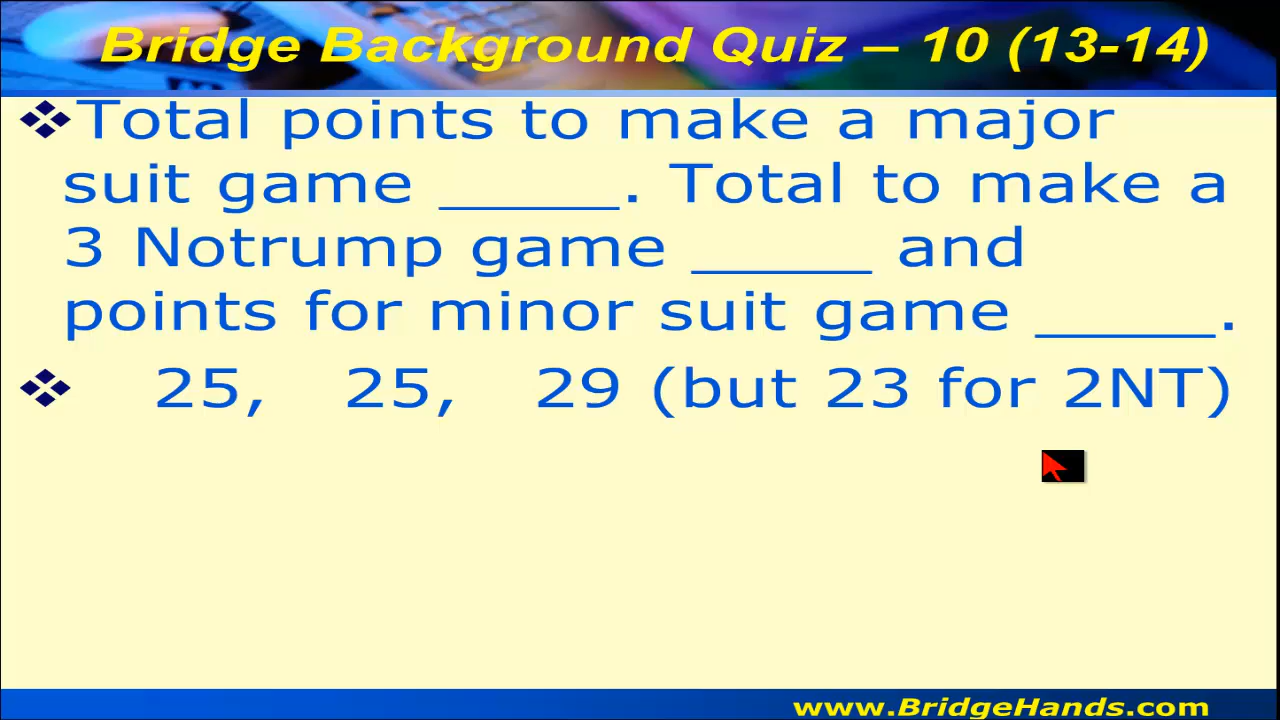 Bridge Background Quiz – 10 (13-14)
❖Total points to make a major
suit game _____. Total to make a
3 Notrump game _____ and
points for minor suit game _____.
❖ 25, 25, 29 (but 23 for 2NT)
www.BridgeHands.com